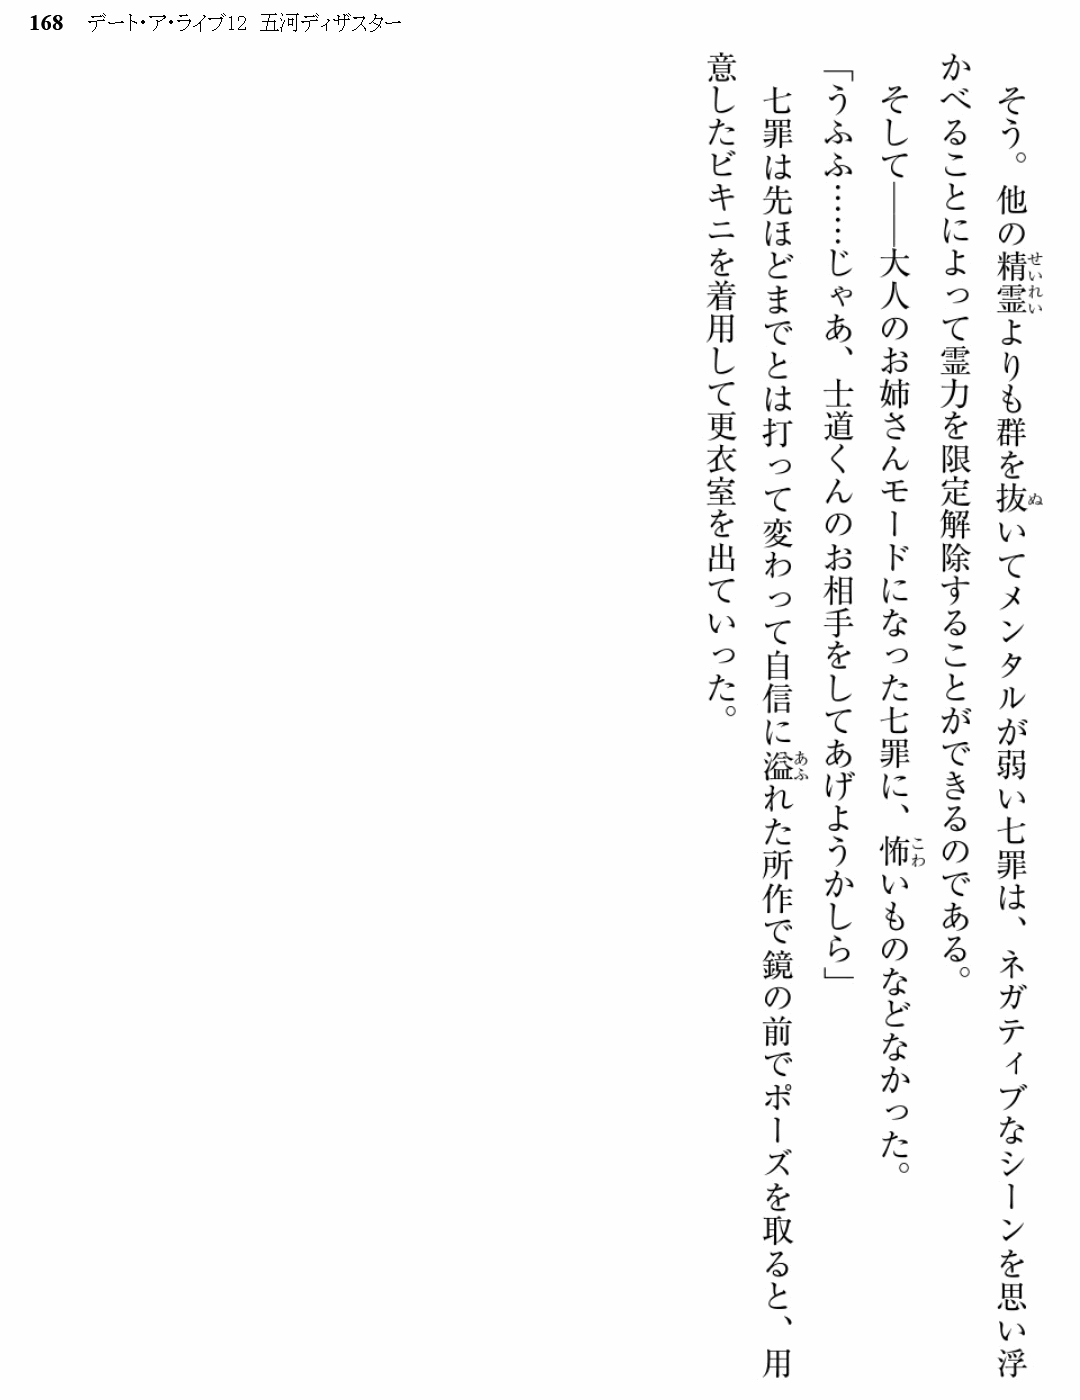 168 デート・ア・ライブ12 五河ディザスター
そう。他の精霊よりも群を抜いてメンタルが弱い七罪は、ネガティブなシーンを思い浮
かべることによって霊力を限定解除することができるのである。
そして――大人のお姉さんモードになった七罪に、怖いものなどなかった。
「うふふ……じゃあ、士道くんのお相手をしてあげようかしら」
七罪は先ほどまでとは打って変わって自信に溢れた所作で鏡の前でポーズを取ると、用
意したビキニを着用して更衣室を出ていった。